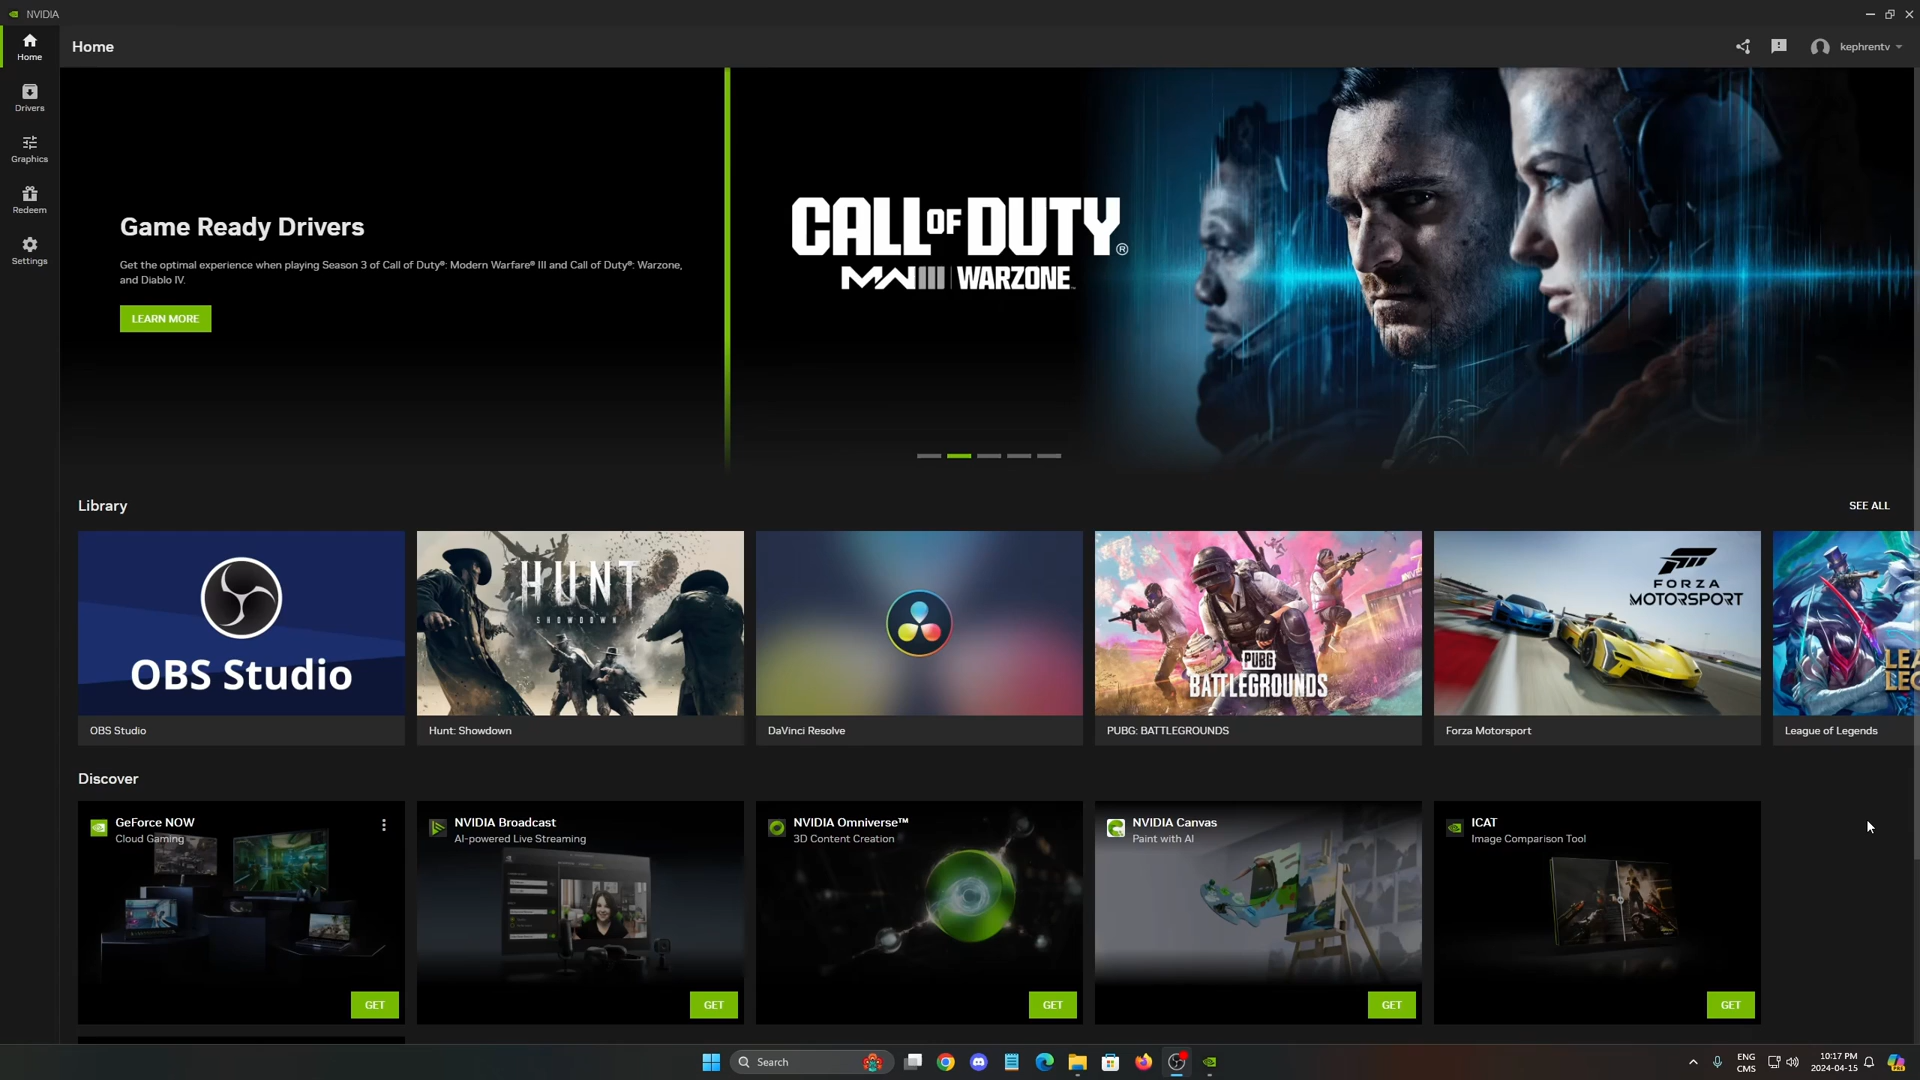 NVIDIA
Home
Home
kephrentv
Drivers
Graphics
Redeem
Settings
Game Ready Drivers
Get the optimal experience when playing Season 3 of Call of Duty®: Modern Warfare® III and Call of Duty®: Warzone,
and Diablo IV.
LEARN MORE
CALL OF DUTY®
MWIII | WARZONE™
Library
SEE ALL
OBS Studio
HUNT
SHOWDOWN
PUBG
BATTLEGROUNDS
FORZA
MOTORSPORT
OBS Studio
Hunt: Showdown
DaVinci Resolve
PUBG: BATTLEGROUNDS
Forza Motorsport
League of Legends
Discover
GeForce NOW
Cloud Gaming
NVIDIA Broadcast
AI-powered Live Streaming
NVIDIA Omniverse™
3D Content Creation
NVIDIA Canvas
Paint with AI
ICAT
Image Comparison Tool
GET
GET
GET
GET
GET
Search
ENG
CMS
10:17 PM
2024-04-15